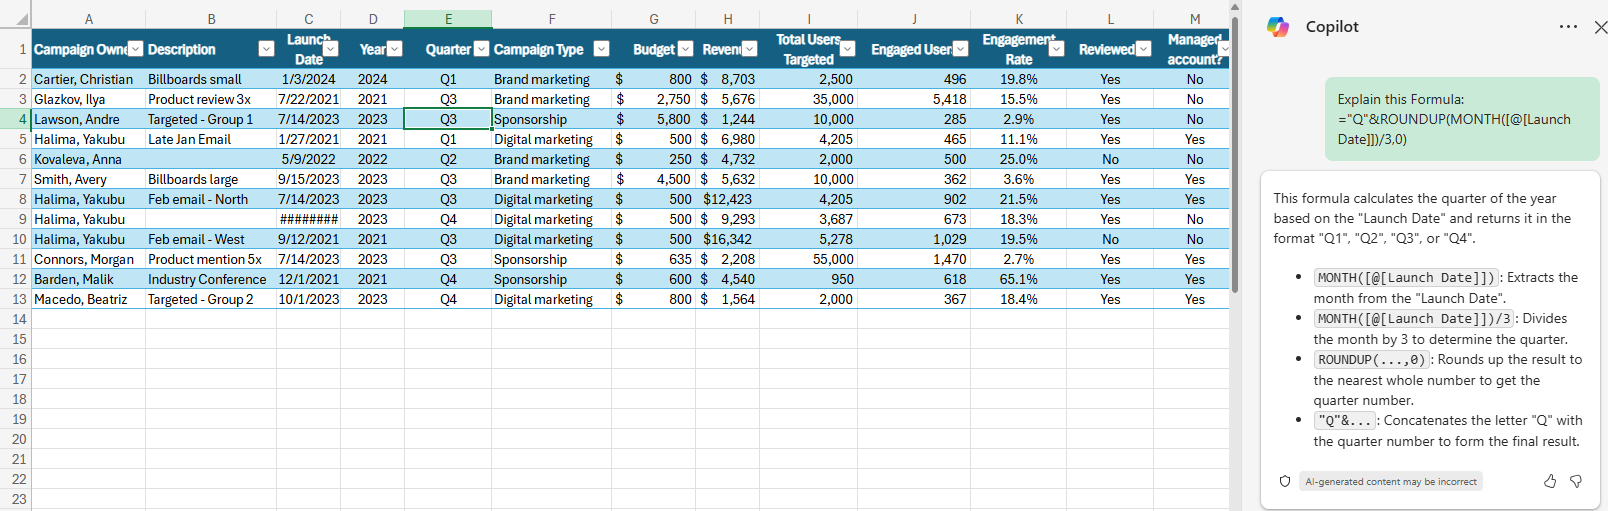 A B C D E F G H I J K L M
1 Campaign Owne Description Launch Date Year Quarter Campaign Type Budget Revenu Total Users Targeted Engaged User Engagement Rate Reviewed Managed account?
2 Cartier, Christian Billboards small 1/3/2024 2024 Q1 Brand marketing $ 800 $ 8,703 2,500 496 19.8% Yes No
3 Glazkov, Ilya Product review 3x 7/22/2021 2021 Q3 Brand marketing $ 2,750 $ 5,676 35,000 5,418 15.5% Yes No
4 Lawson, Andre Targeted - Group 1 7/14/2023 2023 Q3 Sponsorship $ 5,800 $ 1,244 10,000 285 2.9% Yes No
5 Halima, Yakubu Late Jan Email 1/27/2021 2021 Q1 Digital marketing $ 500 $ 6,980 4,205 465 11.1% Yes Yes
6 Kovaleva, Anna 5/9/2022 2022 Q2 Brand marketing $ 250 $ 4,732 2,000 500 25.0% No No
7 Smith, Avery Billboards large 9/15/2023 2023 Q3 Brand marketing $ 4,500 $ 5,632 10,000 362 3.6% Yes Yes
8 Halima, Yakubu Feb email - North 7/14/2023 2023 Q3 Digital marketing $ 500 $12,423 4,205 902 21.5% Yes Yes
9 Halima, Yakubu ######## 2023 Q4 Digital marketing $ 500 $ 9,293 3,687 673 18.3% Yes No
10 Halima, Yakubu Feb email - West 9/12/2021 2021 Q3 Digital marketing $ 500 $16,342 5,278 1,029 19.5% No No
11 Connors, Morgan Product mention 5x 7/14/2023 2023 Q3 Sponsorship $ 635 $ 2,208 55,000 1,470 2.7% Yes Yes
12 Barden, Malik Industry Conference 12/1/2021 2021 Q4 Sponsorship $ 600 $ 4,540 950 618 65.1% Yes Yes
13 Macedo, Beatriz Targeted - Group 2 10/1/2023 2023 Q4 Digital marketing $ 800 $ 1,564 2,000 367 18.4% Yes Yes
14
15
16
17
18
19
20
21
22
23
Copilot
Explain this Formula:
="Q"&ROUNDUP(MONTH([@[Launch
Date]])/3,0)
This formula calculates the quarter of the year
based on the "Launch Date" and returns it in the
format "Q1", "Q2", "Q3", or "Q4".
• MONTH([@[Launch Date]]): Extracts the
month from the "Launch Date".
• MONTH([@[Launch Date]])/3: Divides
the month by 3 to determine the quarter.
• ROUNDUP(...,0): Rounds up the result to
the nearest whole number to get the
quarter number.
• "Q"&...: Concatenates the letter "Q" with
the quarter number to form the final result.
AI-generated content may be incorrect